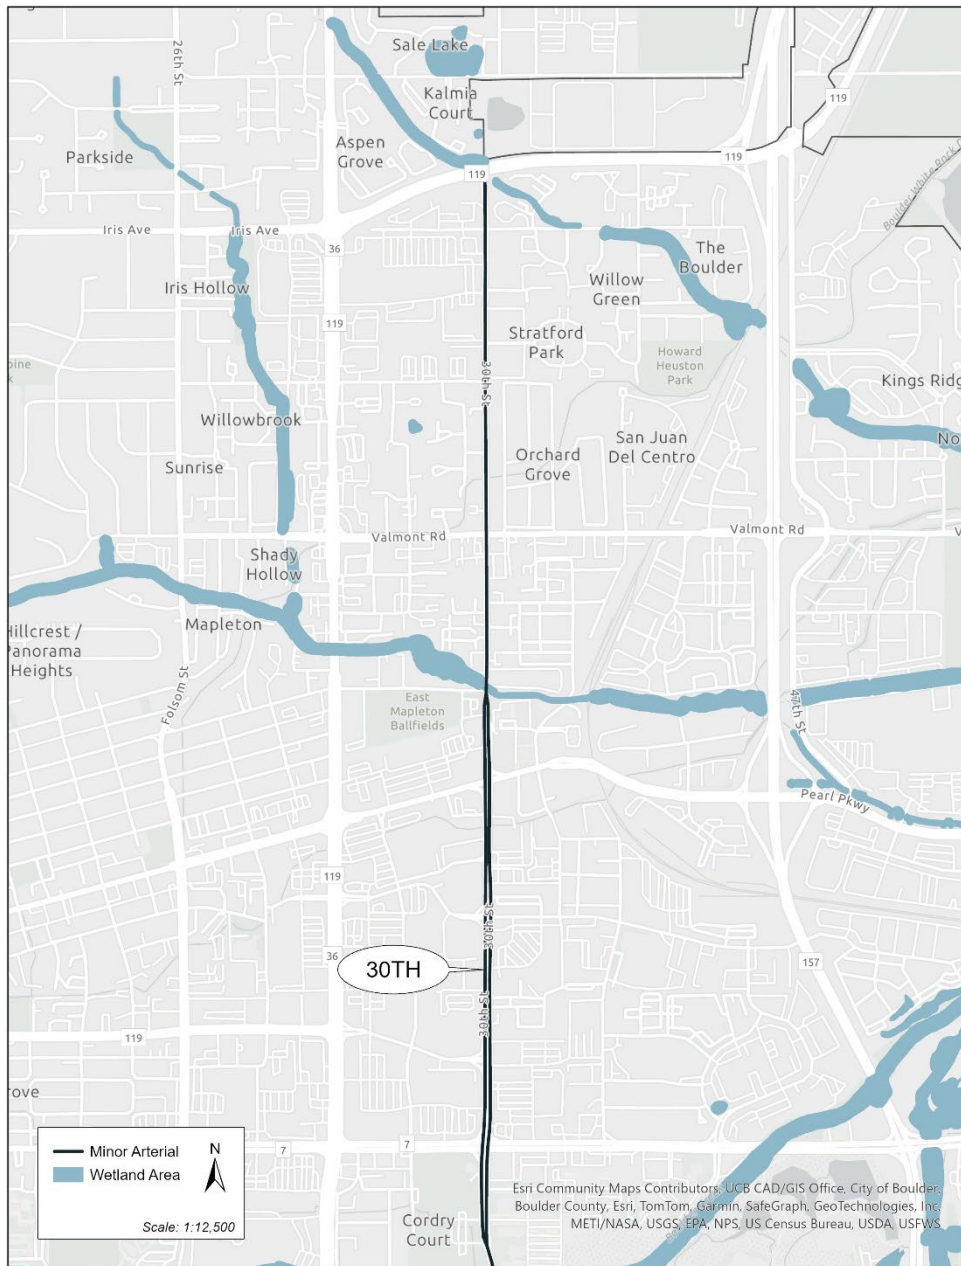 Sale Lake
26th St
Kalmia
Court
119
Aspen
Grove
Parkside
119
119
Boulder White Rock
Iris Ave
Iris Ave
36
The
Boulder
Iris Hollow
Willow
Green
119
Stratford
Park
Howard
Heuston
Park
30th St
Kings Ridg
Willowbrook
San Juan
Del Centro
No
Orchard
Grove
Sunrise
Valmont Rd
Valmont Rd
V
Shady
Hollow
Mapleton
Hillcrest /
Panorama
Heights
Folsom St
East
Mapleton
Ballfields
47th St
Pearl Pkwy
119
30th St
36
30TH
157
30th St
119
rove
7
7
Minor Arterial
Wetland Area
N
Scale: 1:12,500
Cordry
Court
Esri Community Maps Contributors, UCB CAD/GIS Office, City of Boulder,
Boulder County, Esri, TomTom, Garmin, SafeGraph, GeoTechnologies, Inc,
METI/NASA, USGS, EPA, NPS, US Census Bureau, USDA, USFWS